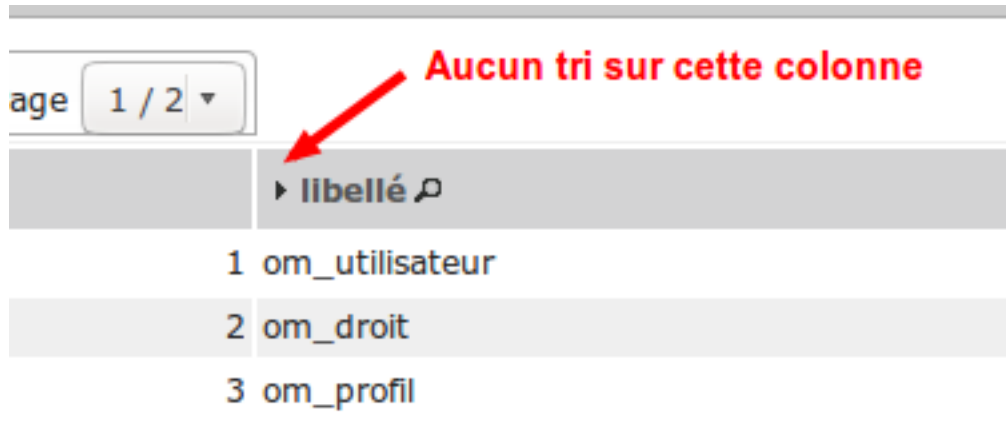 Aucun tri sur cette colonne
age 1 / 2
libellé
1 om_utilisateur
2 om_droit
3 om_profil